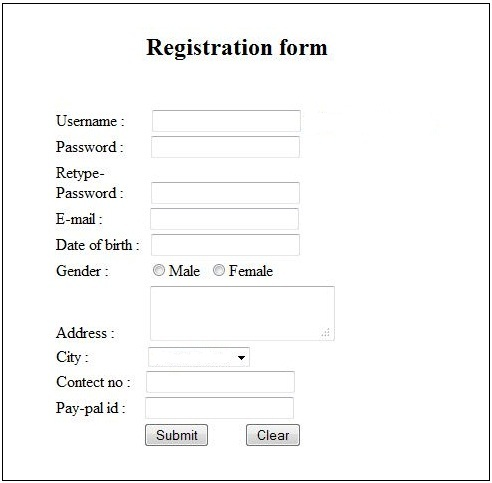 Registration form
Username :
Password :
Retype-
Password :
E-mail :
Date of birth :
Gender : Male Female
Address :
City :
Contect no :
Pay-pal id :
Submit Clear